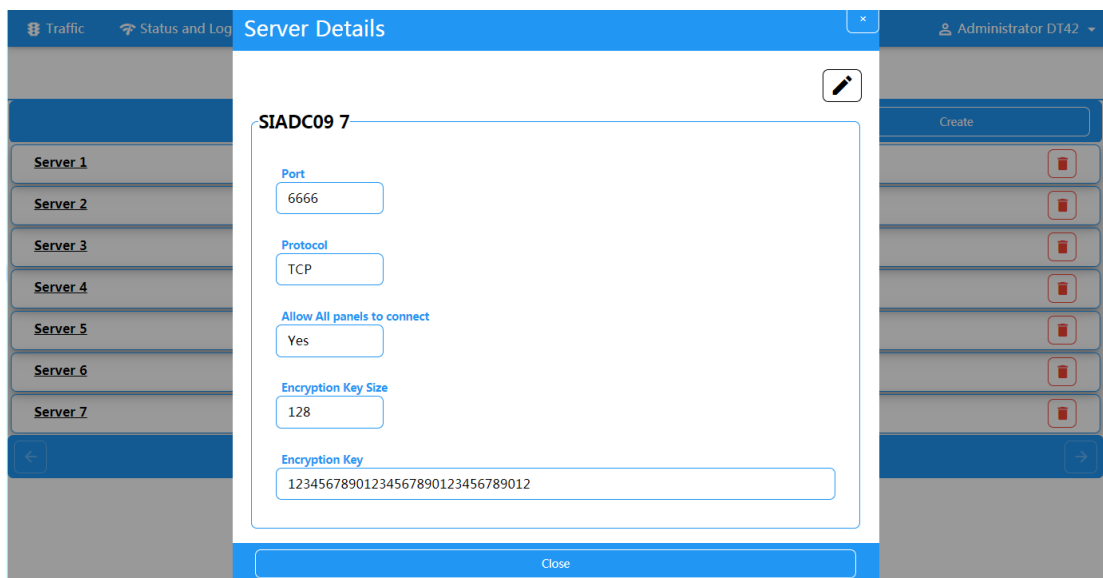 Traffic
Status and Log
Server Details
×
Administrator DT42
SIADC09 7
Create
Server 1
Port
6666
Server 2
Server 3
Protocol
TCP
Server 4
Allow All panels to connect
Yes
Server 5
Server 6
Encryption Key Size
128
Server 7
Encryption Key
12345678901234567890123456789012
Close